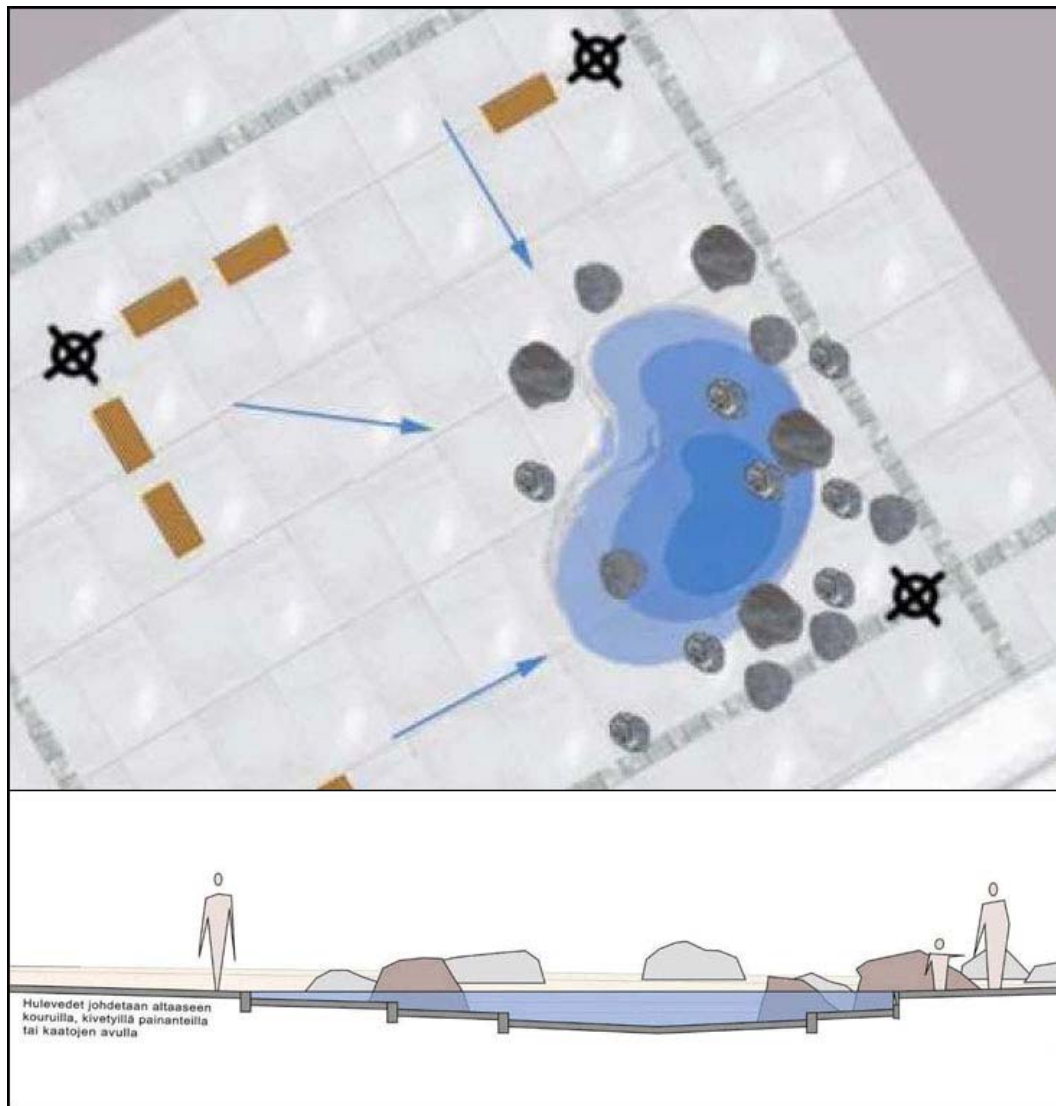 Hulevedet johdetaan altaaseen
kouruilla, kivetyillä painanteilla
tai kaatojen avulla